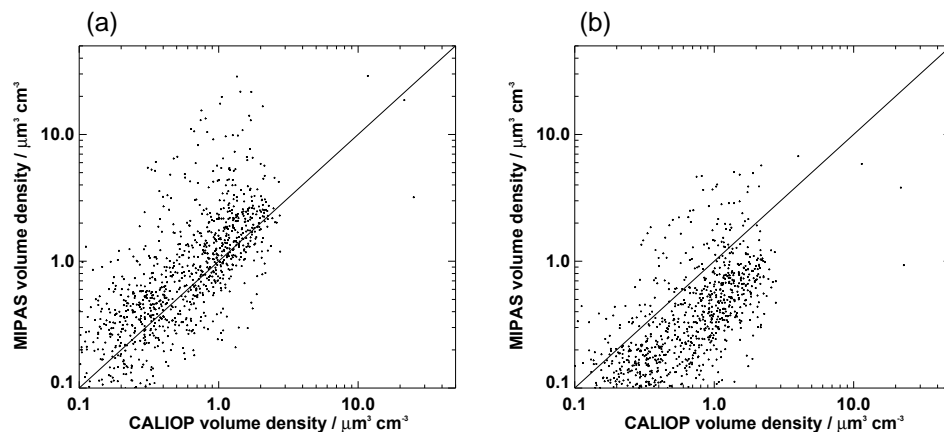 (a)
MIPAS volume density / μm³ cm⁻³
10.0
1.0
0.1
0.1 1.0 10.0
CALIOP volume density / μm³ cm⁻³
(b)
MIPAS volume density / μm³ cm⁻³
10.0
1.0
0.1
0.1 1.0 10.0
CALIOP volume density / μm³ cm⁻³